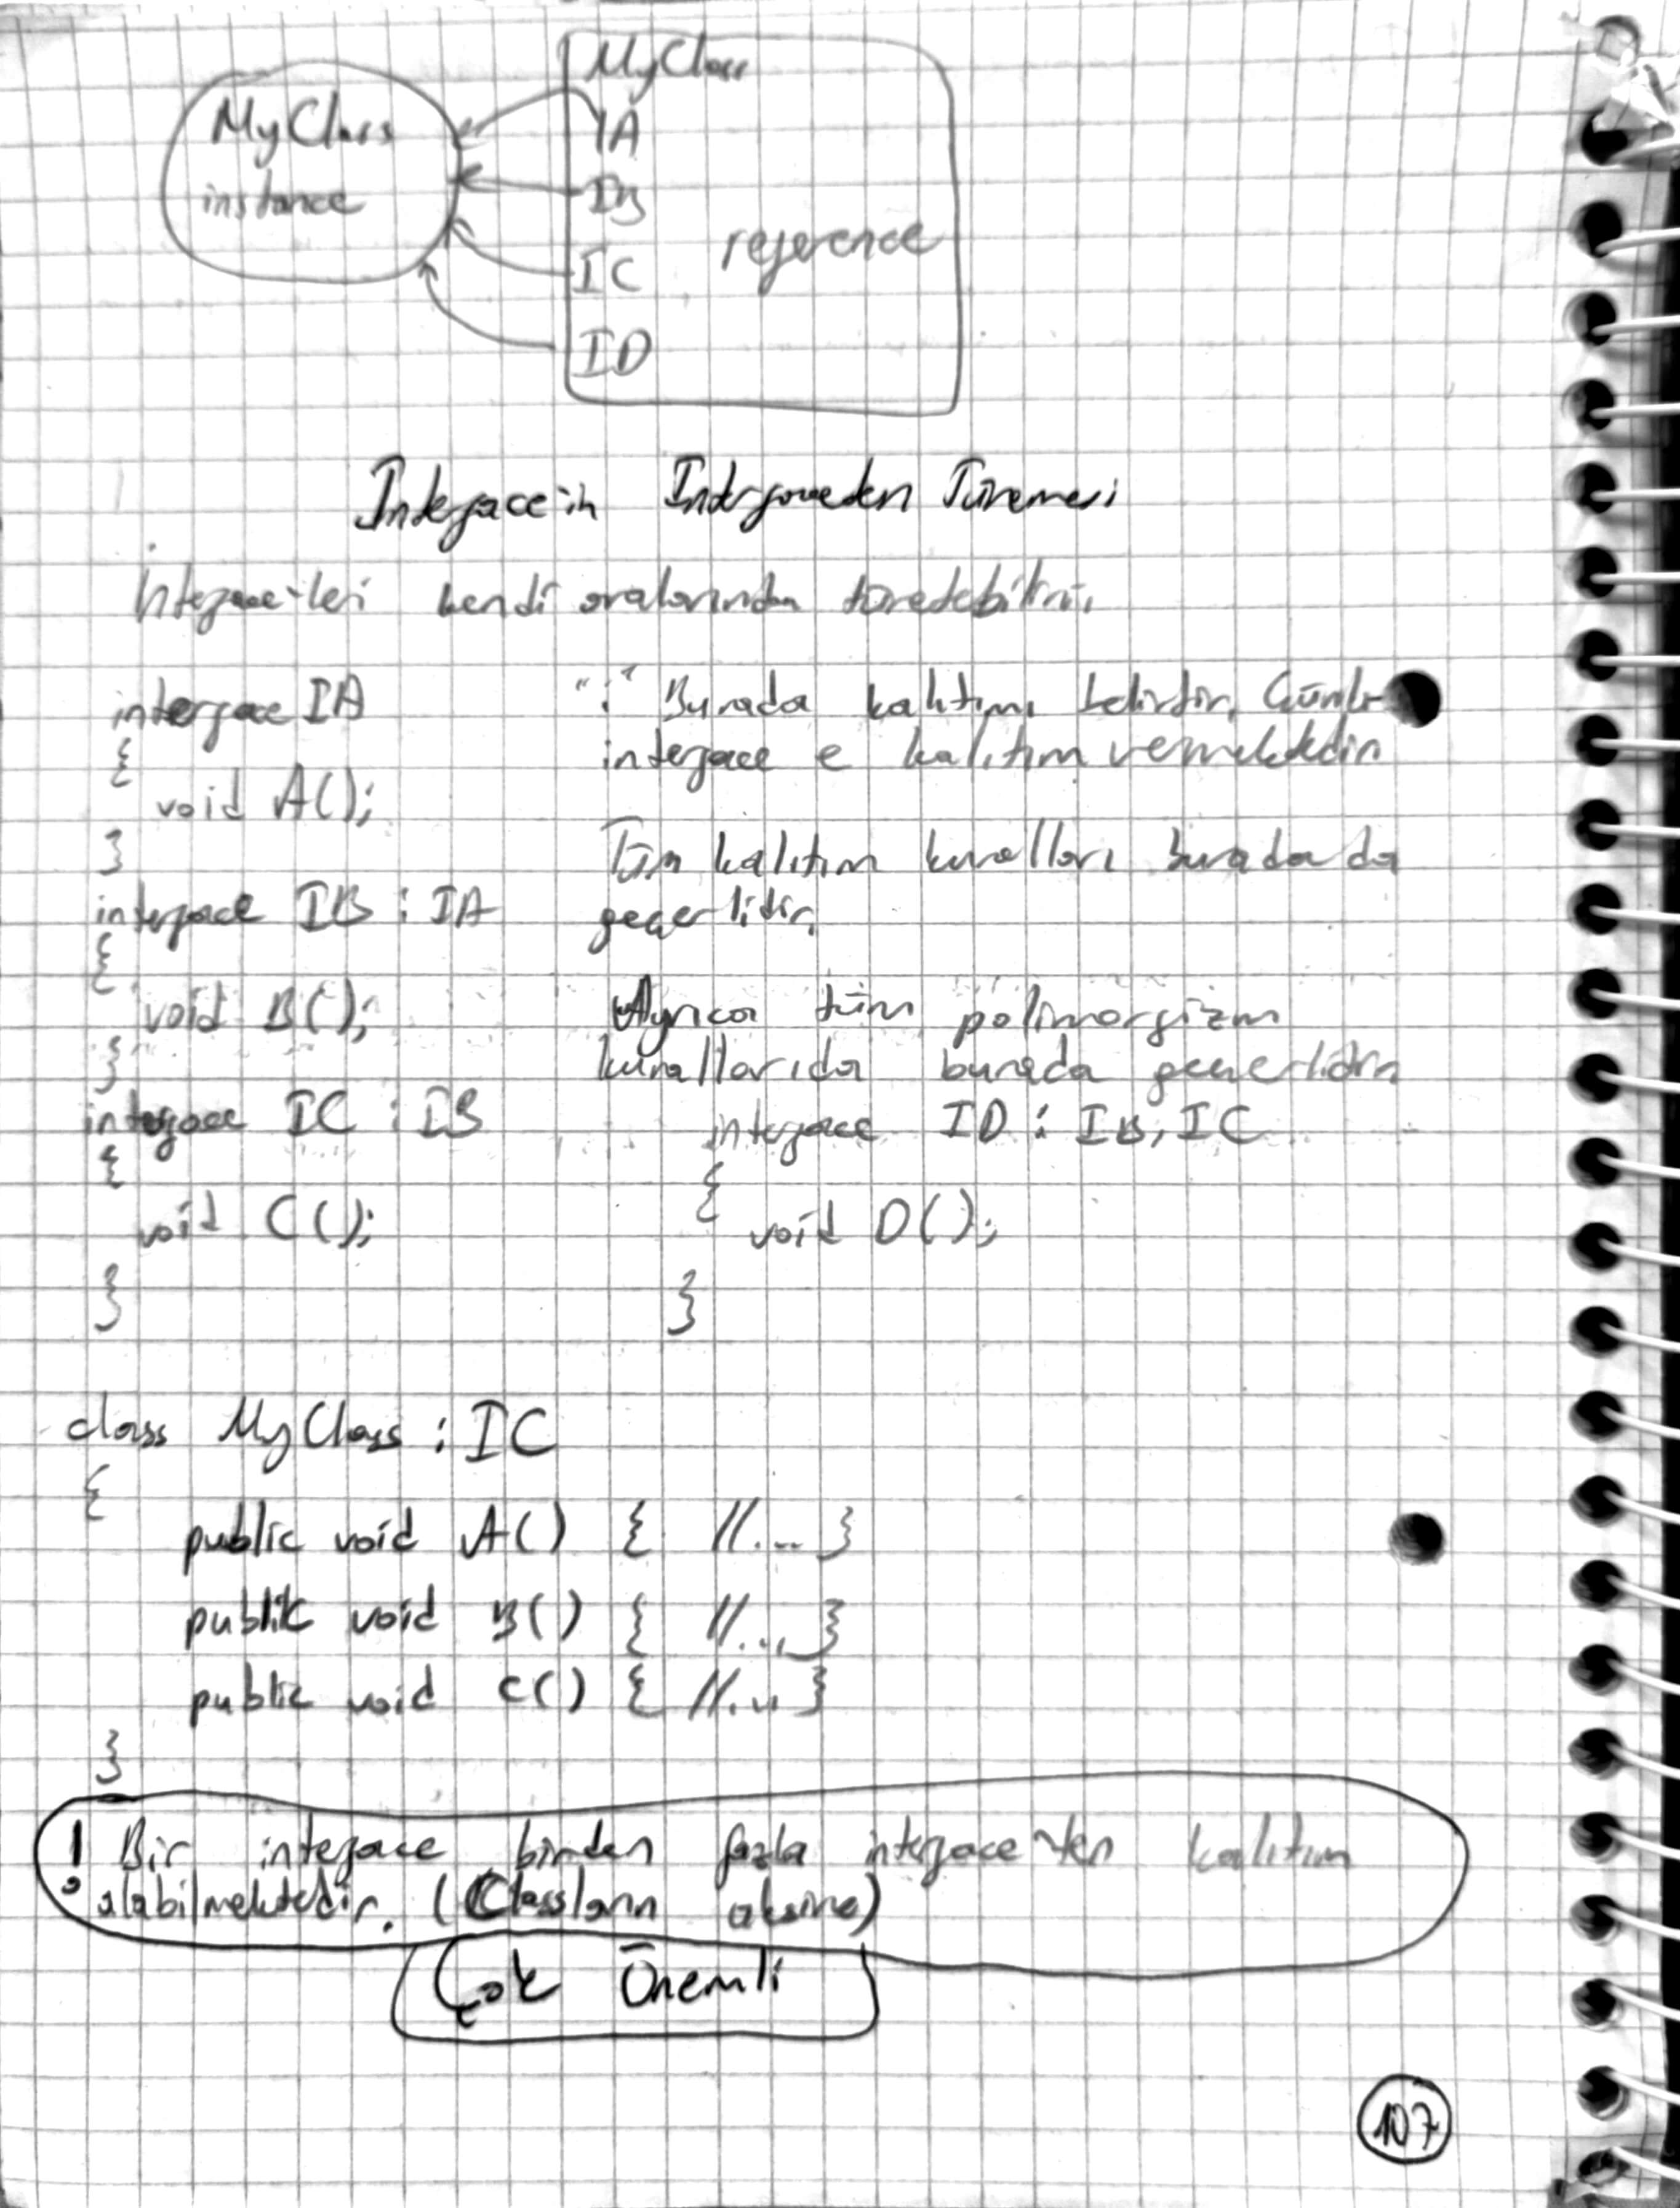 MyClass
instance
MyClass
IA
IB
IC
ID
reference
Interface'in Interfaceden Türemesi
Interface'leri kendi aralarında türetebiliriz.
interface IA
{
void A();
}
interface IB : IA
{
void B();
}
interface IC : IB
{
void C();
}
":" Burada kalıtımı belirtir. Çünkü
interface e kalıtım vermektedir
Tüm kalıtım kuralları burada da
geçerlidir.
Ayrıca tüm polimorfizm
kurallarıda burada geçerlidir
interface ID : IB, IC
{
void D();
}
class MyClass : IC
{
public void A() { //... }
public void B() { //... }
public void C() { //... }
}
! Bir interface birden fazla interface'ten kalıtım
alabilmektedir. (Classların aksine)
Çok Önemli
107